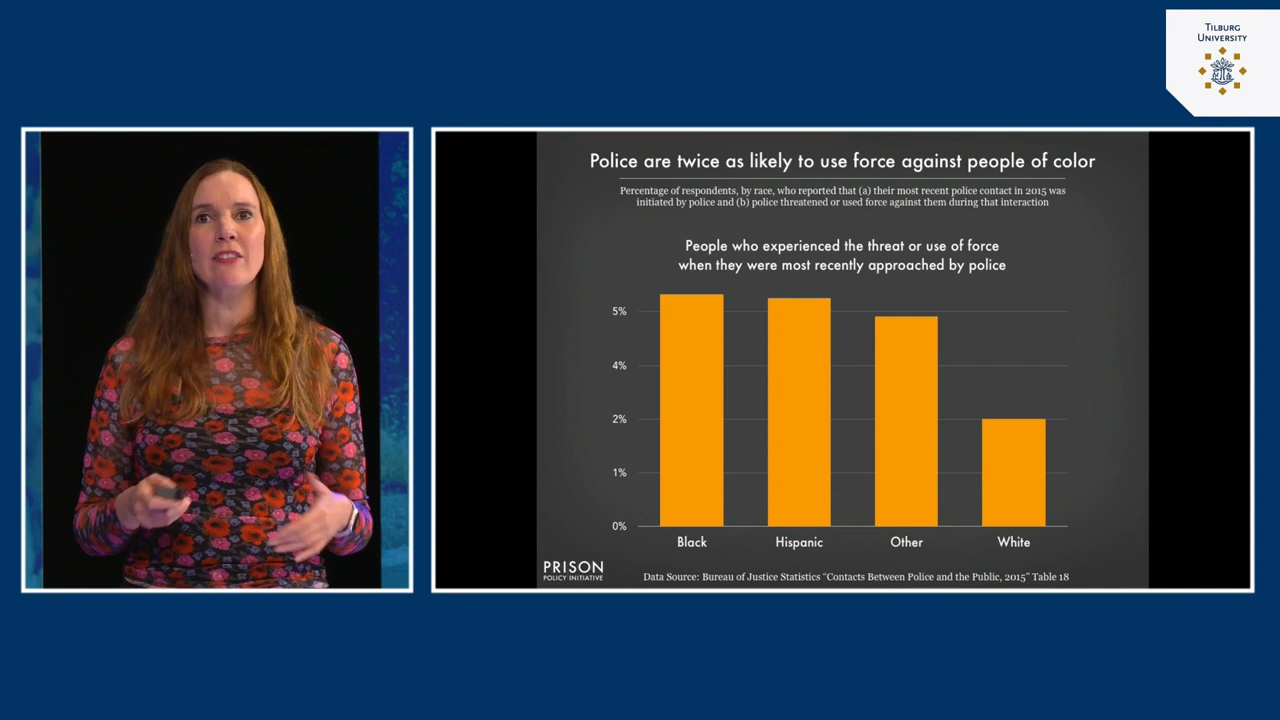 TILBURG
UNIVERSITY
Police are twice as likely to use force against people of color
Percentage of respondents, by race, who reported that (a) their most recent police contact in 2015 was
initiated by police and (b) police threatened or used force against them during that interaction
People who experienced the threat or use of force
when they were most recently approached by police
5%
4%
2%
1%
0%
Black Hispanic Other White
PRISON
POLICY INITIATIVE
Data Source: Bureau of Justice Statistics “Contacts Between Police and the Public, 2015” Table 18